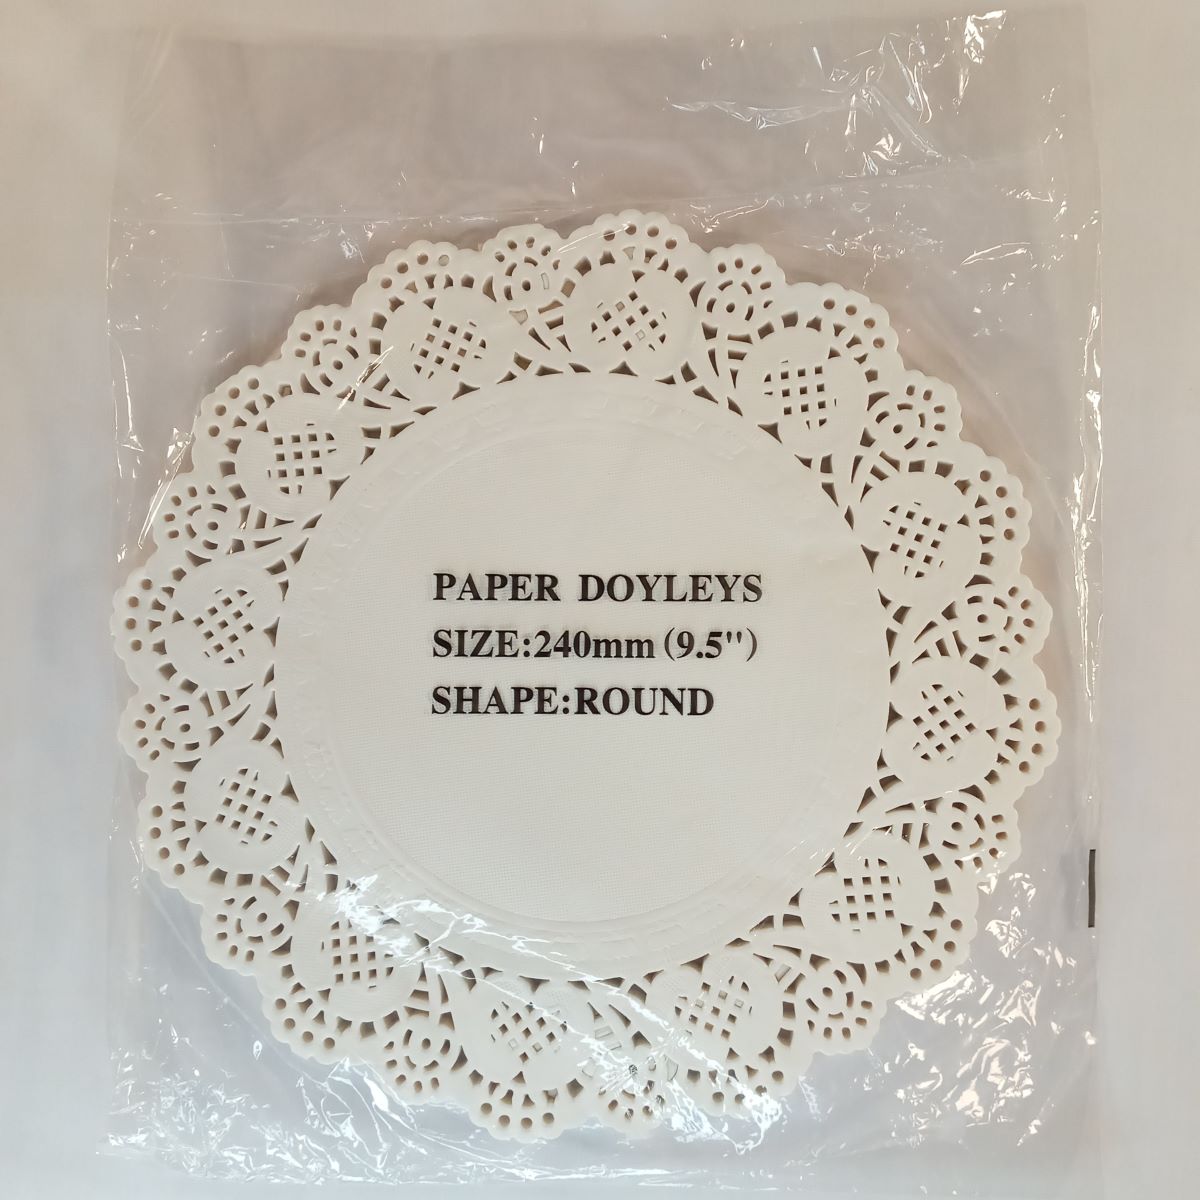 PAPER DOYLEYS
SIZE:240mm (9.5")
SHAPE:ROUND